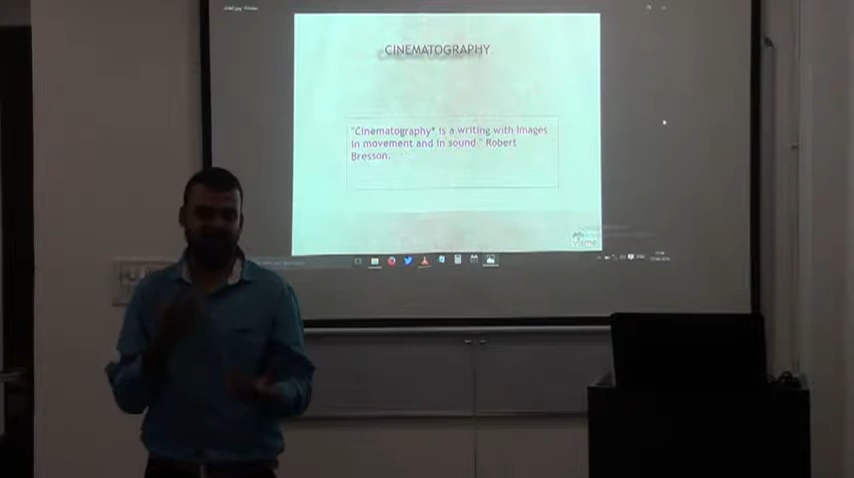 CINEMATOGRAPHY
"Cinematography" is a writing with images
in movement and in sound " Robert
Bresson.